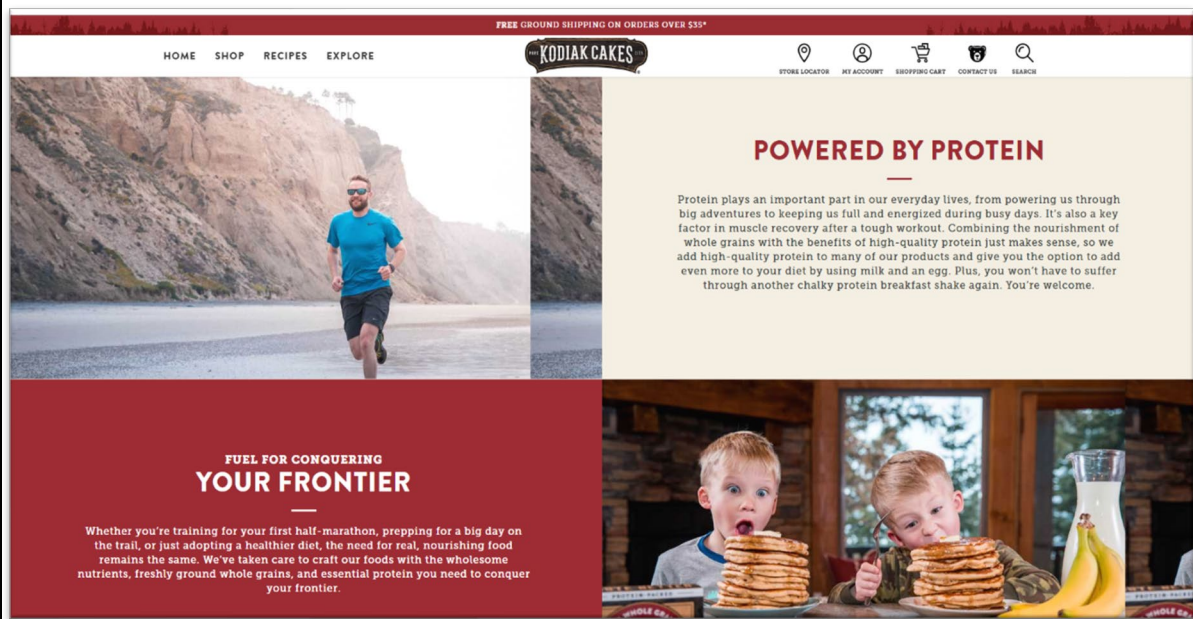 FREE GROUND SHIPPING ON ORDERS OVER $35*
HOME SHOP RECIPES EXPLORE
KODIAK CAKES
STORE LOCATOR MY ACCOUNT SHOPPING CART CONTACT US SEARCH
POWERED BY PROTEIN
Protein plays an important part in our everyday lives, from powering us through
big adventures to keeping us full and energized during busy days. It's also a key
factor in muscle recovery after a tough workout. Combining the nourishment of
whole grains with the benefits of high-quality protein just makes sense, so we
add high-quality protein to many of our products and give you the option to add
even more to your diet by using milk and an egg. Plus, you won't have to suffer
through another chalky protein breakfast shake again. You're welcome.
FUEL FOR CONQUERING
YOUR FRONTIER
Whether you're training for your first half-marathon, prepping for a big day on
the trail, or just adopting a healthier diet, the need for real, nourishing food
remains the same. We've taken care to craft our foods with the wholesome
nutrients, freshly ground whole grains, and essential protein you need to conquer
your frontier.
PROTEIN-PACKED
WHOLE GRA
PROTEIN-P
WHOLE GRA